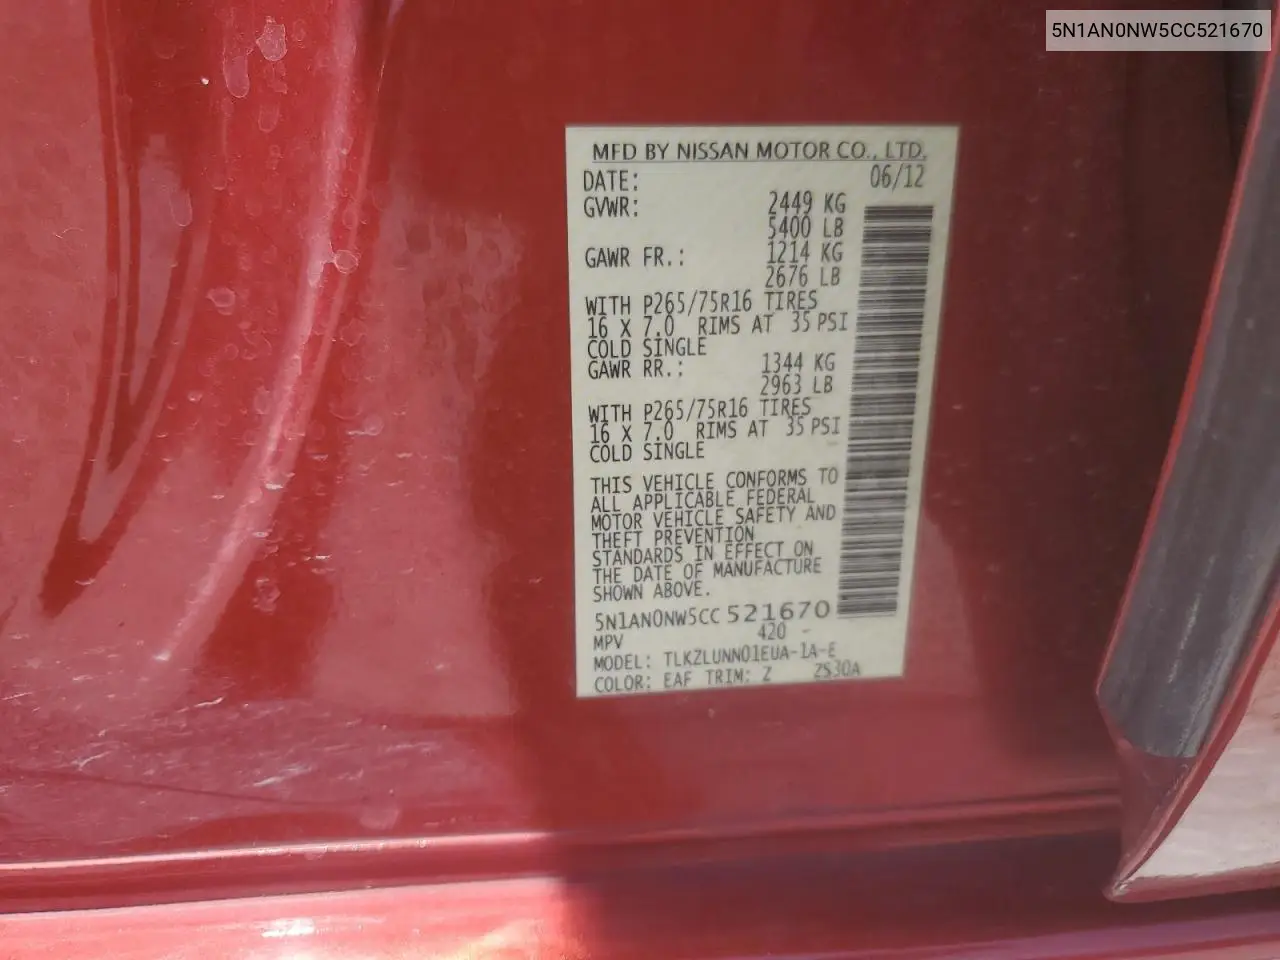 5N1AN0NW5CC521670
MFD BY NISSAN MOTOR CO., LTD.
DATE: 06/12
GVWR: 2449 KG
5400 LB
GAWR FR.: 1214 KG
2676 LB
WITH P265/75R16 TIRES
16 X 7.0 RIMS AT 35 PSI
COLD SINGLE
GAWR RR.: 1344 KG
2963 LB
WITH P265/75R16 TIRES
16 X 7.0 RIMS AT 35 PSI
COLD SINGLE
THIS VEHICLE CONFORMS TO
ALL APPLICABLE FEDERAL
MOTOR VEHICLE SAFETY AND
THEFT PREVENTION
STANDARDS IN EFFECT ON
THE DATE OF MANUFACTURE
SHOWN ABOVE.
5N1AN0NW5CC 521670
MPV 420 -
MODEL: TLKZLUNN01EUA-1A-E
COLOR: EAF TRIM: Z ZS30A